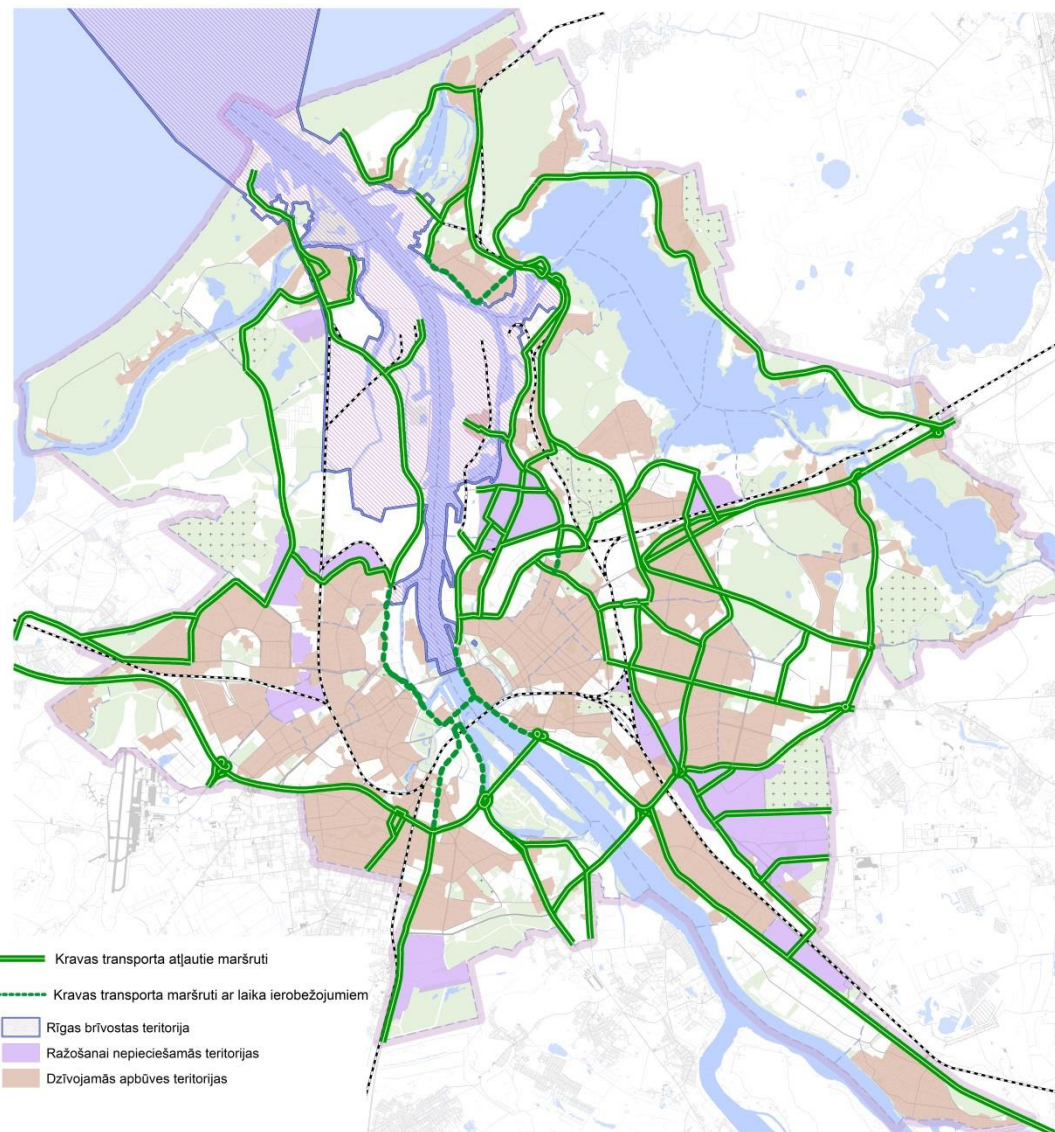 Kravas transporta atļautie maršruti
Kravas transporta maršruti ar laika ierobežojumiem
Rīgas brīvostas teritorija
Ražošanai nepieciešamās teritorijas
Dzīvojamās apbūves teritorijas